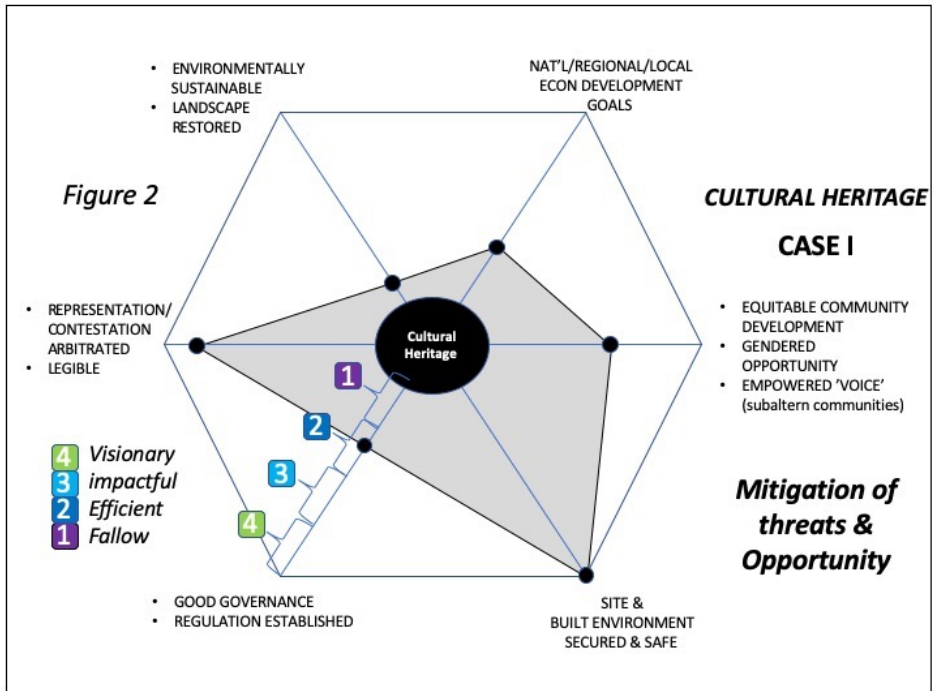 • ENVIRONMENTALLY
SUSTAINABLE
• LANDSCAPE
RESTORED
NAT'L/REGIONAL/LOCAL
ECON DEVELOPMENT
GOALS
Figure 2
CULTURAL HERITAGE
CASE I
• REPRESENTATION/
CONTESTATION
ARBITRATED
• LEGIBLE
Cultural
Heritage
• EQUITABLE COMMUNITY
DEVELOPMENT
• GENDERED
OPPORTUNITY
• EMPOWERED 'VOICE'
(subaltern communities)
1
2
3
4
4 Visionary
3 impactful
2 Efficient
1 Fallow
Mitigation of
threats &
Opportunity
• GOOD GOVERNANCE
• REGULATION ESTABLISHED
SITE &
BUILT ENVIRONMENT
SECURED & SAFE